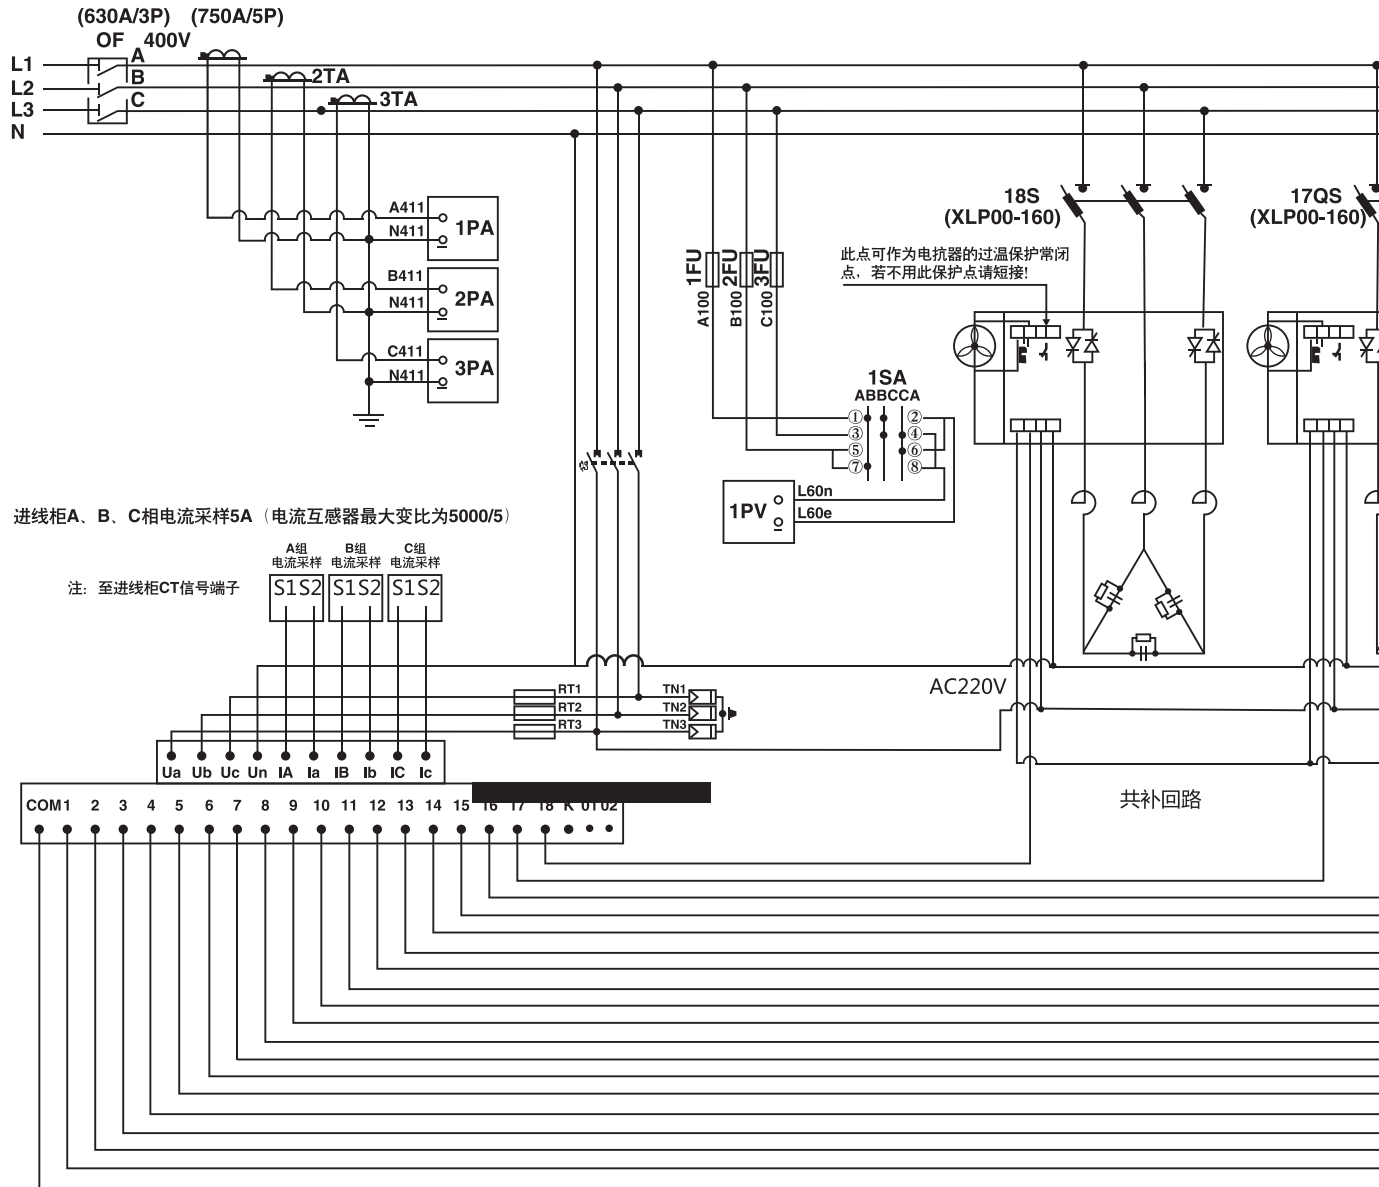 (630A/3P) (750A/5P)
OF 400V
L1 A
L2 B 2TA
L3 C 3TA
N
A411
N411 1PA
B411
N411 2PA
C411
N411 3PA
1FU 2FU 3FU
A100 B100 C100
18S
(XLP00-160)
17QS
(XLP00-160)
此点可作为电抗器的过温保护常闭
点，若不用此保护点请短接!
1SA
ABBCCA
① ②
③ ④
⑤ ⑥
⑦ ⑧
1PV L60n
L60e
进线柜A、B、C相电流采样5A（电流互感器最大变比为5000/5）
A组 B组 C组
电流采样 电流采样 电流采样
注：至进线柜CT信号端子
S1S2 S1S2 S1S2
AC220V
RT1 TN1
RT2 TN2
RT3 TN3
Ua Ub Uc Un IA Ia IB Ib IC Ic
COM 1 2 3 4 5 6 7 8 9 10 11 12 13 14 15 16 17 18 K 01 02
共补回路